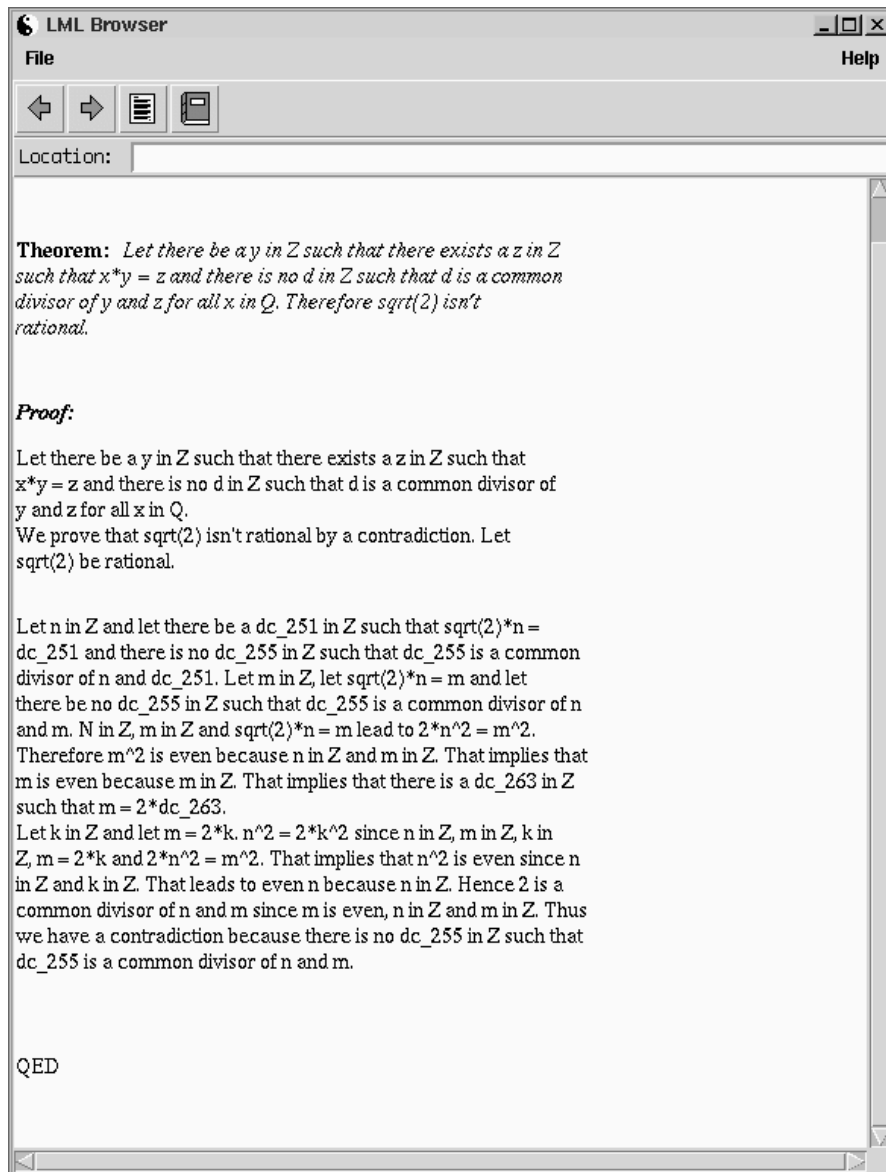 LML Browser
File Help
Location:
Theorem: Let there be a y in Z such that there exists a z in Z
such that x*y = z and there is no d in Z such that d is a common
divisor of y and z for all x in Q. Therefore sqrt(2) isn't
rational.
Proof:
Let there be a y in Z such that there exists a z in Z such that
x*y = z and there is no d in Z such that d is a common divisor of
y and z for all x in Q.
We prove that sqrt(2) isn't rational by a contradiction. Let
sqrt(2) be rational.
Let n in Z and let there be a dc_251 in Z such that sqrt(2)*n =
dc_251 and there is no dc_255 in Z such that dc_255 is a common
divisor of n and dc_251. Let m in Z, let sqrt(2)*n = m and let
there be no dc_255 in Z such that dc_255 is a common divisor of n
and m. N in Z, m in Z and sqrt(2)*n = m lead to 2*n^2 = m^2.
Therefore m^2 is even because n in Z and m in Z. That implies that
m is even because m in Z. That implies that there is a dc_263 in Z
such that m = 2*dc_263.
Let k in Z and let m = 2*k. n^2 = 2*k^2 since n in Z, m in Z, k in
Z, m = 2*k and 2*n^2 = m^2. That implies that n^2 is even since n
in Z and k in Z. That leads to even n because n in Z. Hence 2 is a
common divisor of n and m since m is even, n in Z and m in Z. Thus
we have a contradiction because there is no dc_255 in Z such that
dc_255 is a common divisor of n and m.
QED